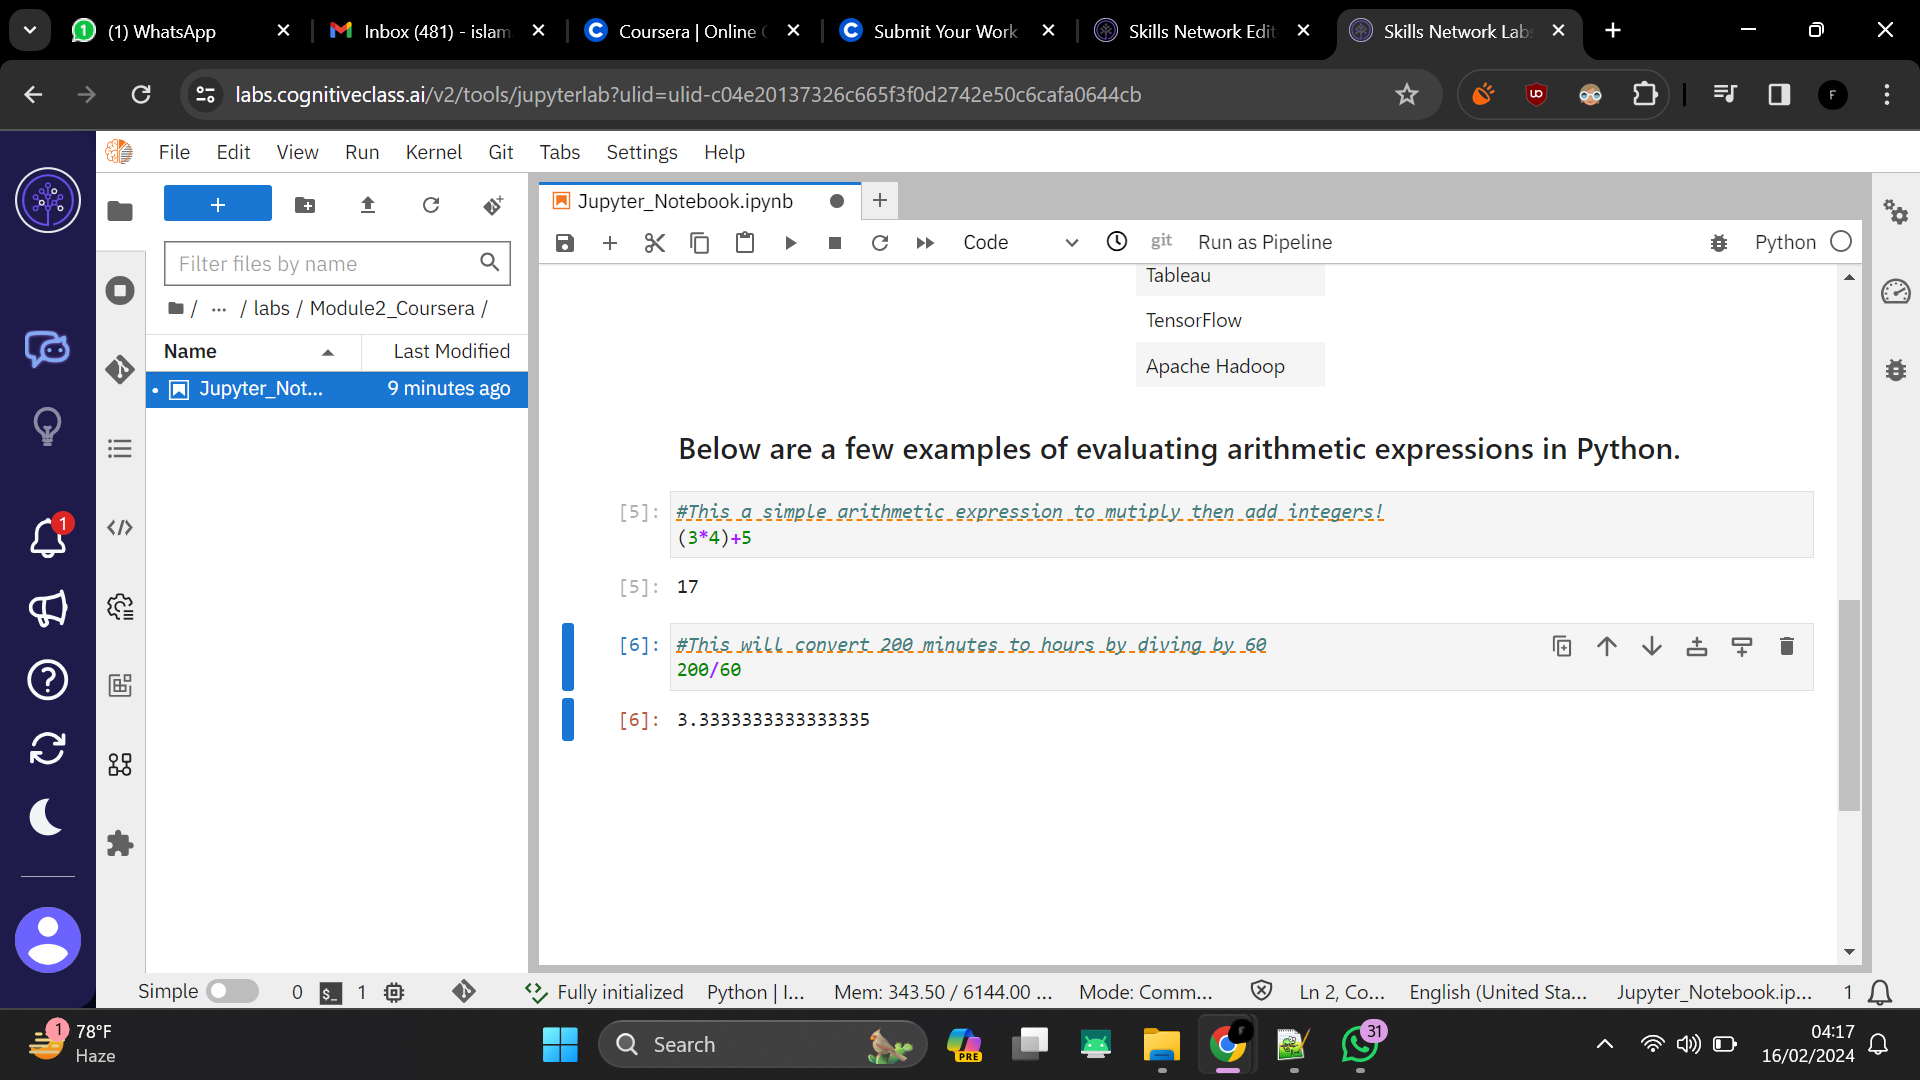 (1) WhatsApp
Inbox (481) - islam
Coursera | Online
Submit Your Work
Skills Network Edit
Skills Network Labs
labs.cognitiveclass.ai/v2/tools/jupyterlab?ulid=ulid-c04e20137326c665f3f0d2742e50c6cafa0644cb
F
File Edit View Run Kernel Git Tabs Settings Help
Jupyter_Notebook.ipynb
Code
git
Run as Pipeline
Python
Filter files by name
/ ... / labs / Module2_Coursera /
Name
Last Modified
Jupyter_Not...
9 minutes ago
1
Tableau
TensorFlow
Apache Hadoop
Below are a few examples of evaluating arithmetic expressions in Python.
[5]: #This a simple arithmetic expression to mutiply then add integers!
(3*4)+5
[5]: 17
[6]: #This will convert 200 minutes to hours by diving by 60
200/60
[6]: 3.3333333333333335
Simple 0 $_ 1 Fully initialized Python | I... Mem: 343.50 / 6144.00 ... Mode: Comm... Ln 2, Co... English (United Sta... Jupyter_Notebook.ip... 1
1
78°F
Haze
Search
PRE
31
04:17
16/02/2024